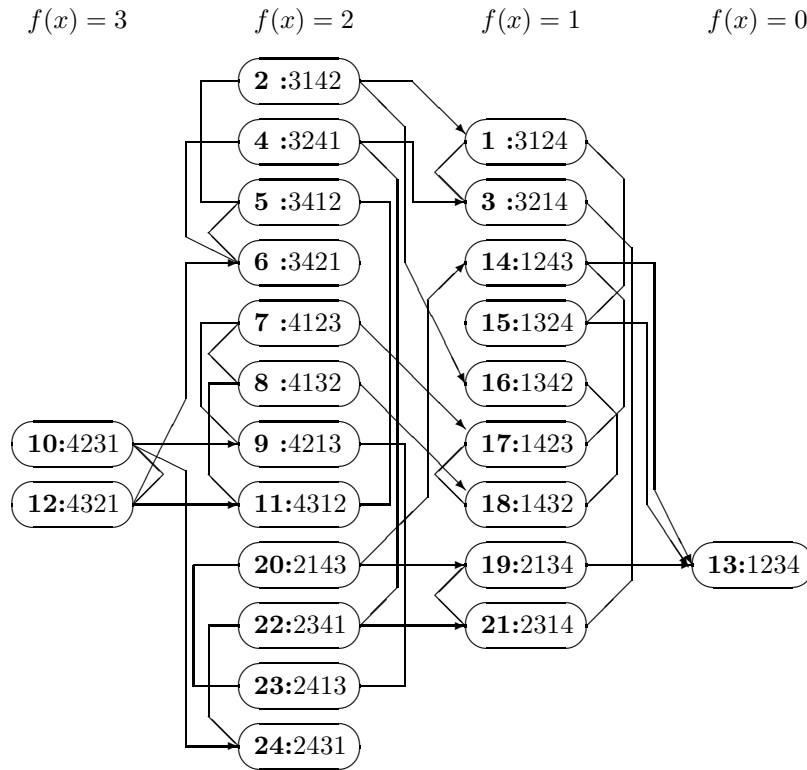 f(x) = 3 f(x) = 2 f(x) = 1 f(x) = 0
2 :3142
4 :3241 1 :3124
5 :3412 3 :3214
6 :3421 14:1243
7 :4123 15:1324
8 :4132 16:1342
10:4231 9 :4213 17:1423
12:4321 11:4312 18:1432
20:2143 19:2134 13:1234
22:2341 21:2314
23:2413
24:2431